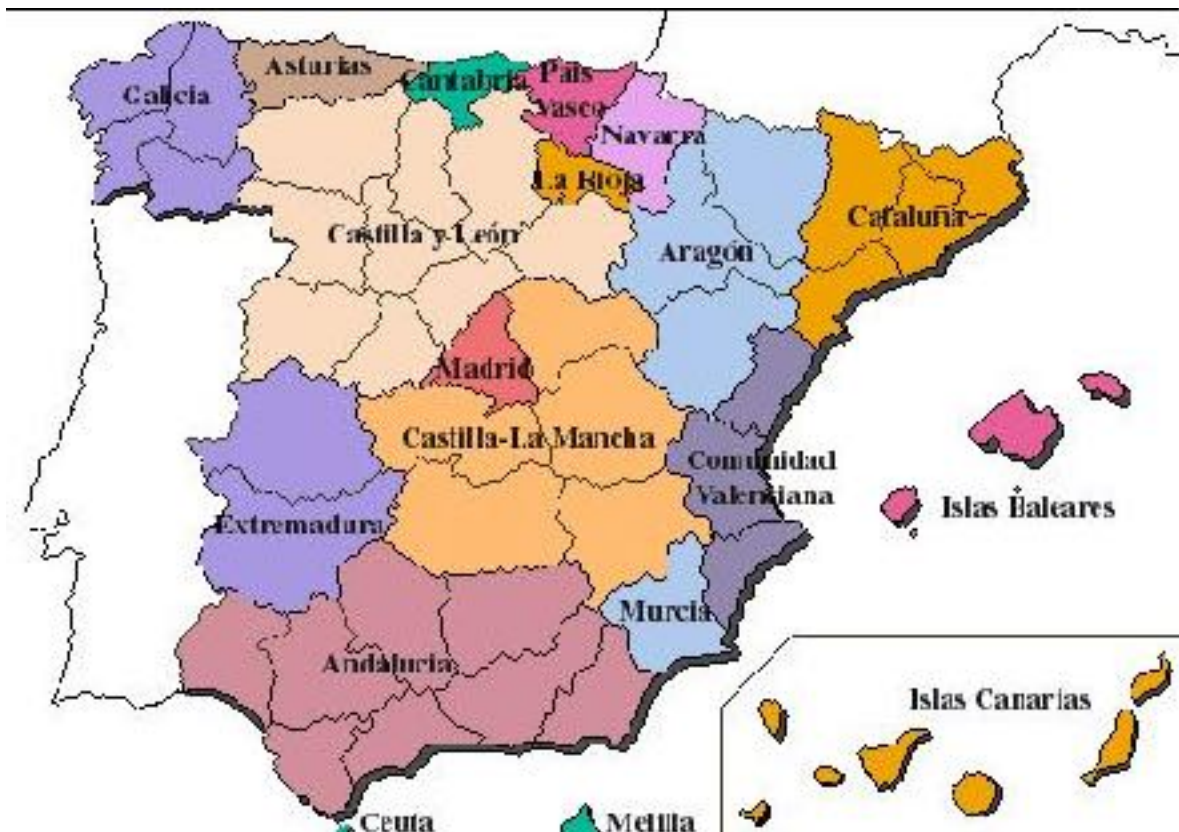 Asturias
Cantabria
País
Vasco
Galicia
Navarra
La Rioja
Castilla y León
Cataluña
Aragón
Madrid
Castilla-La Mancha
Comunidad
Valenciana
Islas Baleares
Extremadura
Murcia
Andalucia
Islas Canarias
Ceuta
Melilla